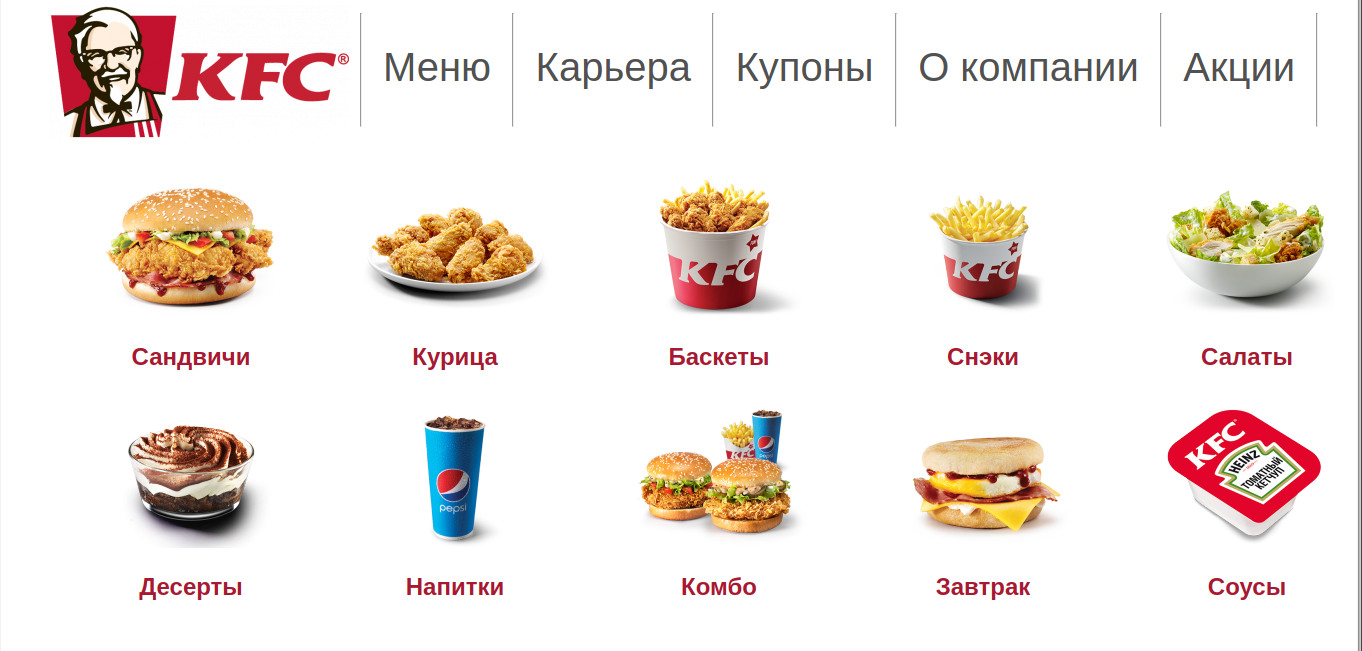 KFC®
Меню
Карьера
Купоны
О компании
Акции
KFC
KFC
Сандвичи
Курица
Баскеты
Снэки
Салаты
pepsi
KFC
KFC
HEINZ
ТОМАТНЫЙ
КЕТЧУП
Десерты
Напитки
Комбо
Завтрак
Соусы